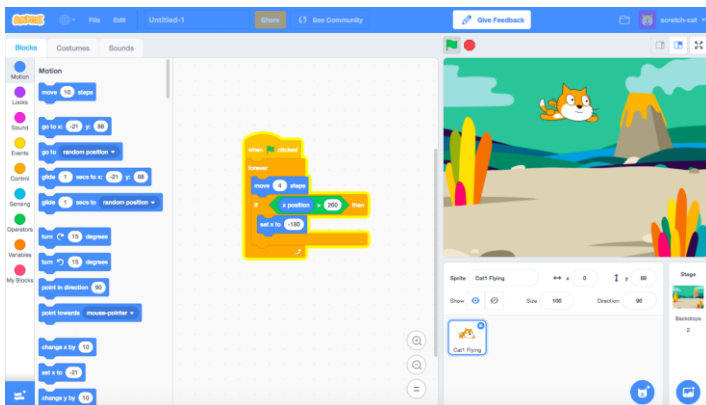 SCRATCH File Edit Untitled-1 Share See Community Give Feedback scratch-cat
Blocks Costumes Sounds
Motion
Looks
Sound
Events
Control
Sensing
Operators
Variables
My Blocks
Motion
move 10 steps
go to x: -21 y: 88
go to random position
glide 1 secs to x: -21 y: 88
glide 1 secs to random position
turn 15 degrees
turn 15 degrees
point in direction 90
point towards mouse-pointer
change x by 10
set x to -21
change y by 10
when clicked
forever
move 4 steps
if x position > 260 then
set x to -180
Sprite Cat1 Flying x 0 y 88
Show Size 100 Direction 90
Cat1 Flying
Stage
Backdrops
2